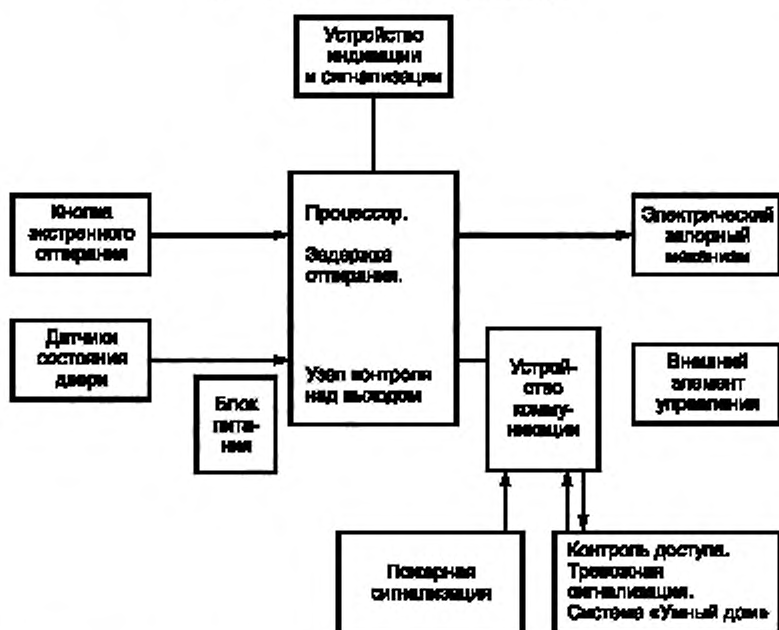 Устройство
индикации
и сигнализации
Кнопка
экстренного
отпирания
Процессор.
Задержка
отпирания.
Узел контроля
над выходом
Электрический
запорный
механизм
Датчики
состояния
двери
Блок
пита-
ния
Устрой-
ство
комму-
никации
Внешний
элемент
управления
Пожарная
сигнализация
Контроль доступа.
Тревожная
сигнализация.
Система «Умный дом»